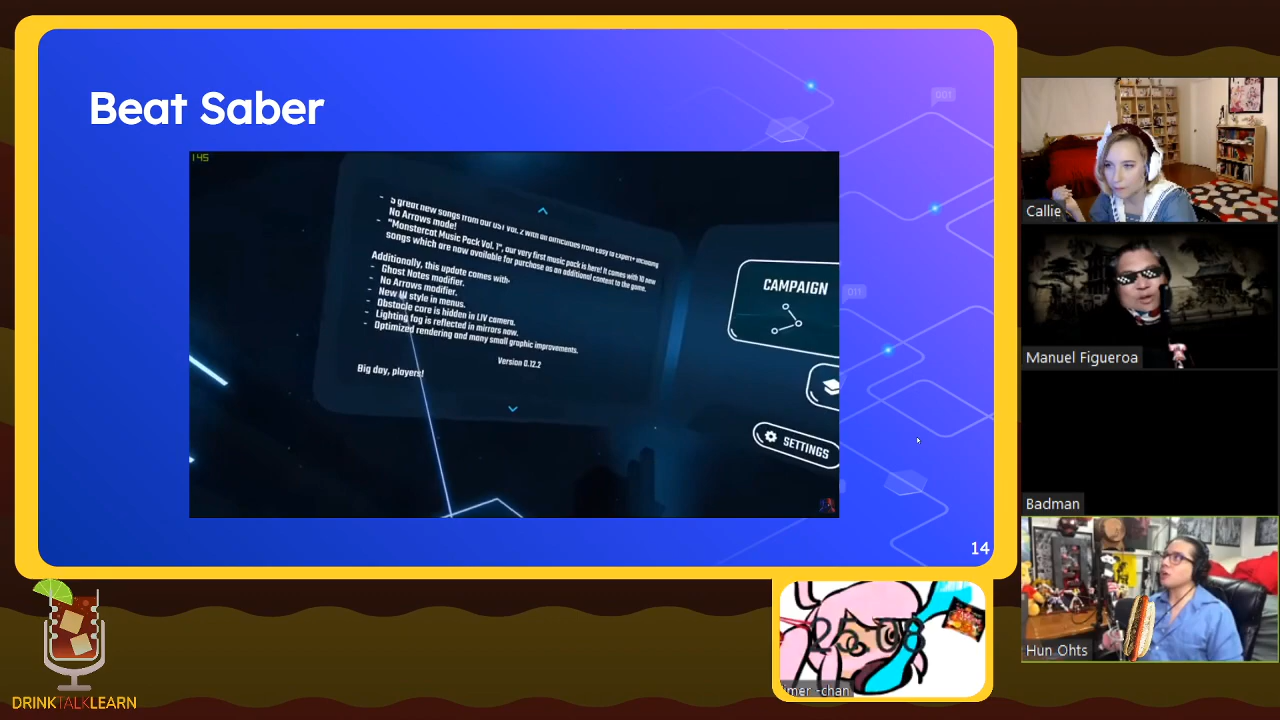 Beat Saber
145
- 5 great new songs from our OST Vol. 2 with all difficulties from Easy to Expert+ including
No Arrows mode!
- "Monstercat Music Pack Vol. 1", our very first music pack is here! It comes with 10 new
songs which are now available for purchase as an additional content to the game.
Additionally, this update comes with:
- Ghost Notes modifier.
- No Arrows modifier.
- New UI style in menus.
- Obstacle core is hidden in LIV camera.
- Lighting fog is reflected in mirrors now.
- Optimized rendering and many small graphic improvements.
Version 0.12.2
Big day, players!
CAMPAIGN
SETTINGS
001
011
14
Callie
Manuel Figueroa
Badman
Hun Ohts
imer -chan
DRINKTALKLEARN